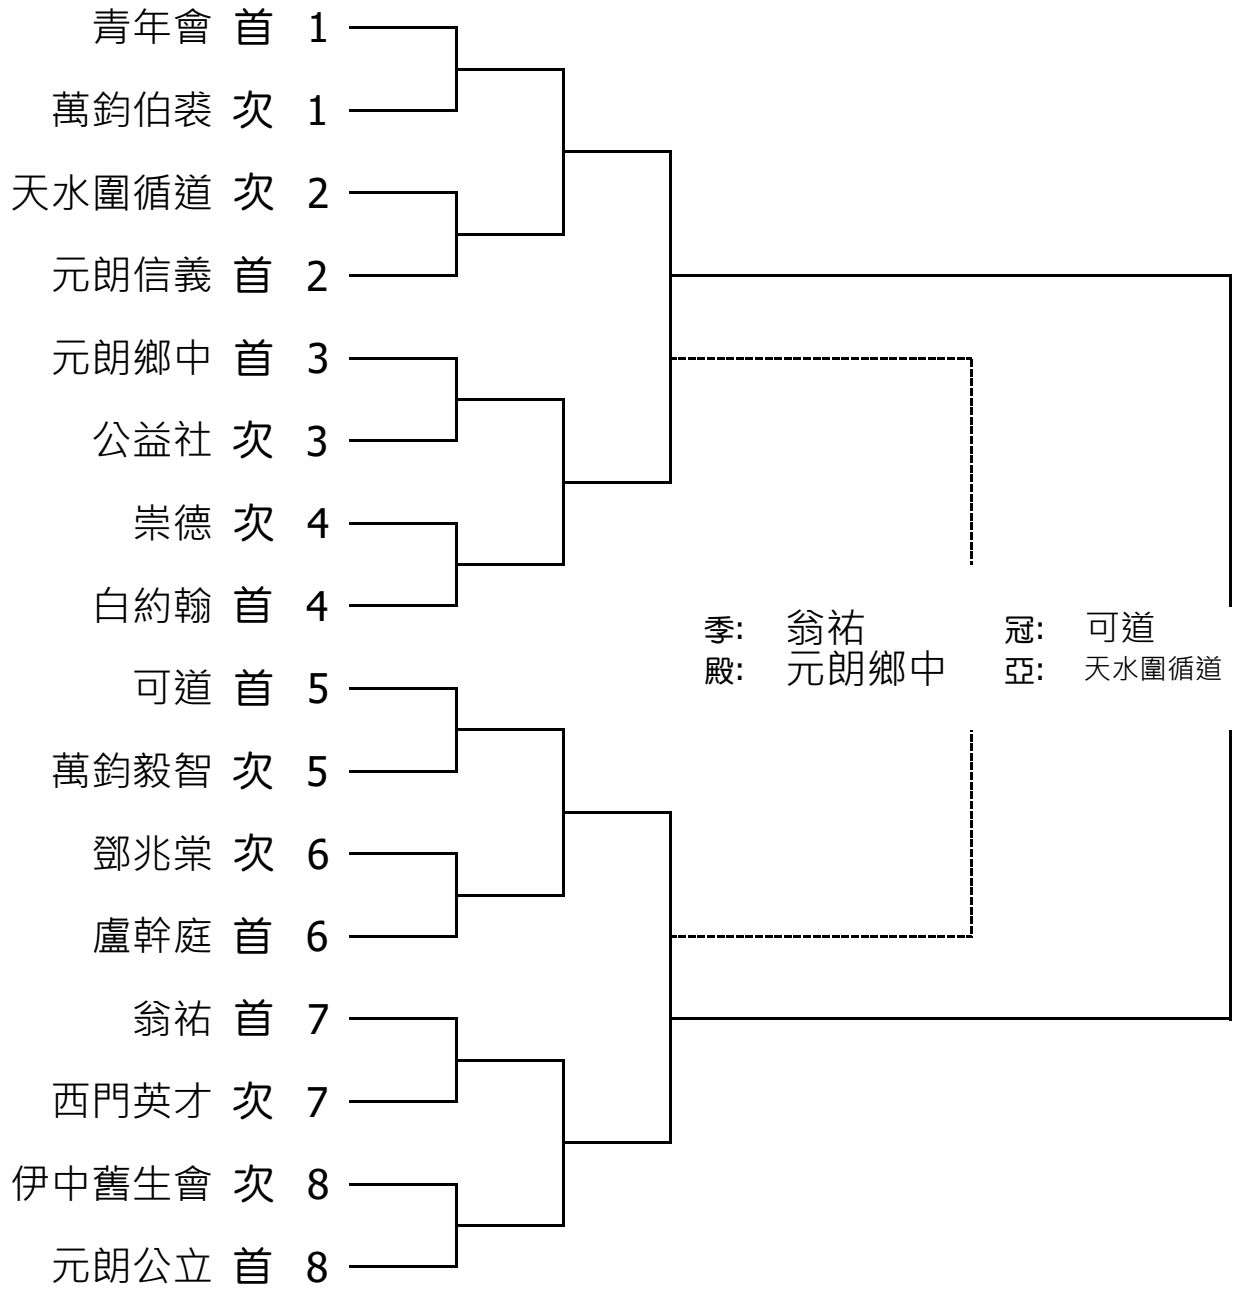 青年會 首 1
萬鈞伯裘 次 1
天水圍循道 次 2
元朗信義 首 2
元朗鄉中 首 3
公益社 次 3
崇德 次 4
白約翰 首 4
季: 翁祐 冠: 可道
殿: 元朗鄉中 亞: 天水圍循道
可道 首 5
萬鈞毅智 次 5
鄧兆棠 次 6
盧幹庭 首 6
翁祐 首 7
西門英才 次 7
伊中舊生會 次 8
元朗公立 首 8